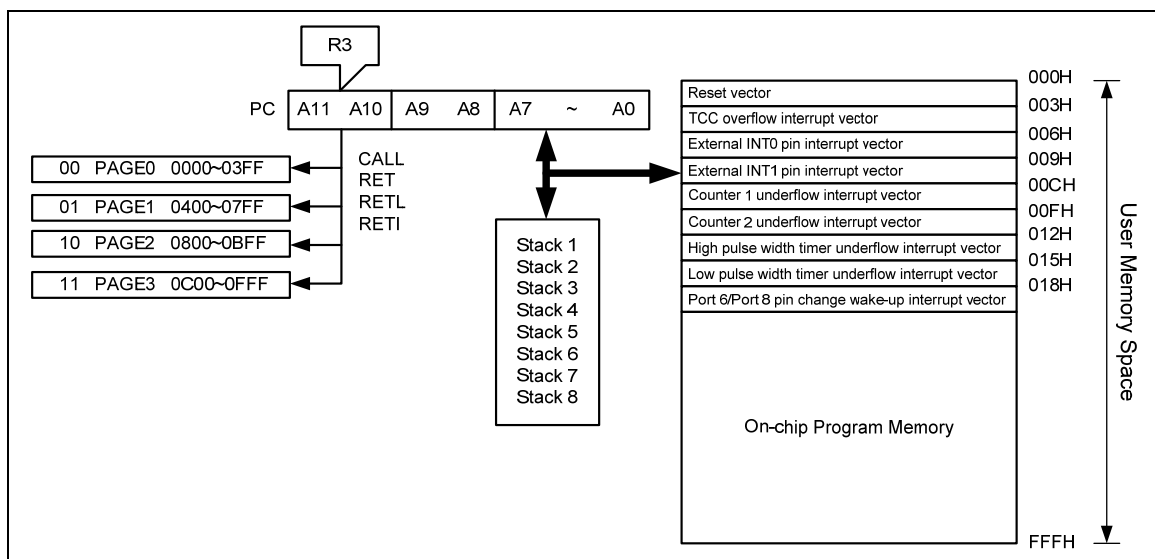 R3
PC A11 A10 A9 A8 A7 ~ A0
00 PAGE0 0000~03FF
01 PAGE1 0400~07FF
10 PAGE2 0800~0BFF
11 PAGE3 0C00~0FFF
CALL
RET
RETL
RETI
Stack 1
Stack 2
Stack 3
Stack 4
Stack 5
Stack 6
Stack 7
Stack 8
000H
Reset vector
003H
TCC overflow interrupt vector
006H
External INT0 pin interrupt vector
009H
External INT1 pin interrupt vector
00CH
Counter 1 underflow interrupt vector
00FH
Counter 2 underflow interrupt vector
012H
High pulse width timer underflow interrupt vector
015H
Low pulse width timer underflow interrupt vector
018H
Port 6/Port 8 pin change wake-up interrupt vector
On-chip Program Memory
FFFH
User Memory Space